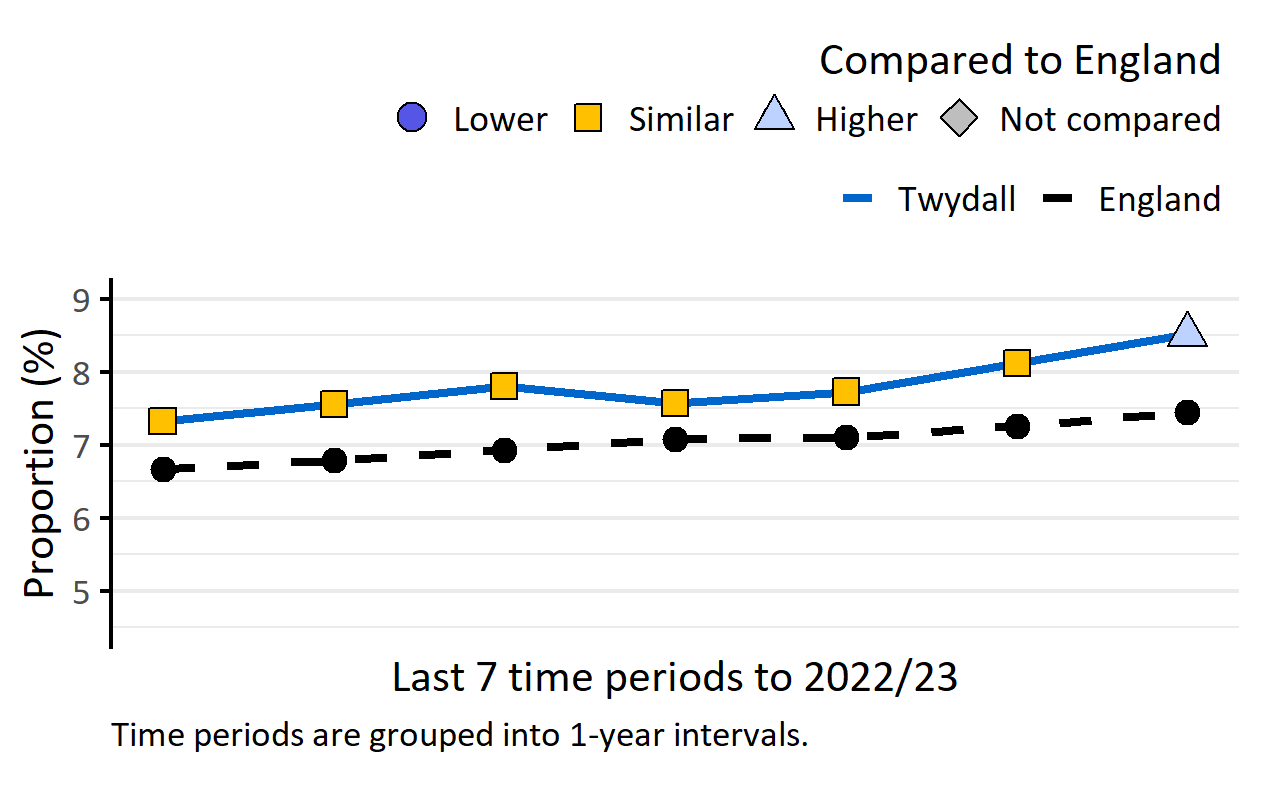 Compared to England
Lower Similar Higher Not compared
Twydall England
Proportion (%)
9
8
7
6
5
Last 7 time periods to 2022/23
Time periods are grouped into 1-year intervals.